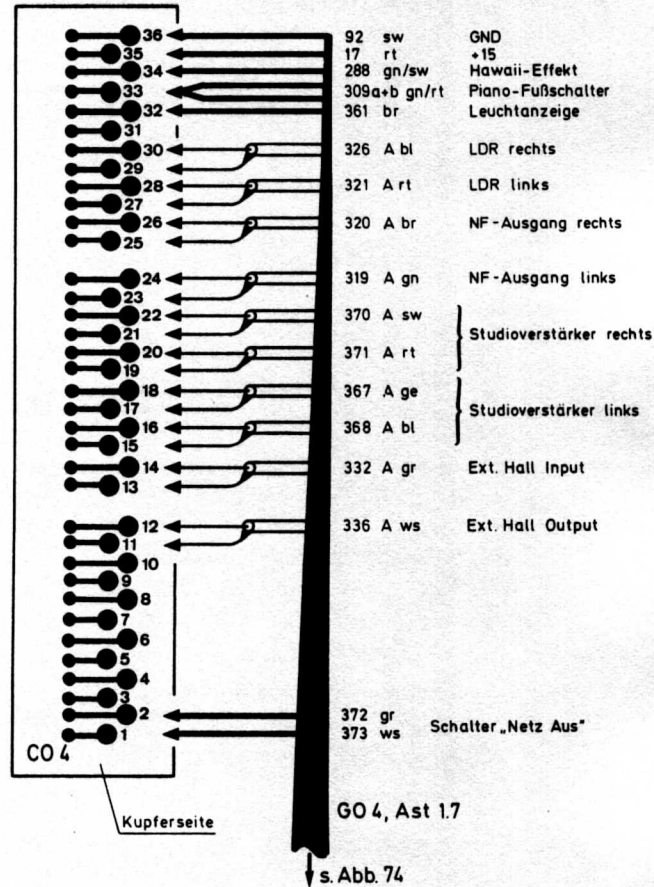 36 92 sw GND
35 17 rt +15
34 288 gn/sw Hawaii-Effekt
33 309a+b gn/rt Piano-Fußschalter
32 361 br Leuchtanzeige
31
30 326 A bl LDR rechts
29
28 321 A rt LDR links
27
26 320 A br NF-Ausgang rechts
25
24 319 A gn NF-Ausgang links
23
22 370 A sw
21 Studioverstärker rechts
20 371 A rt
19
18 367 A ge
17 Studioverstärker links
16 368 A bl
15
14 332 A gr Ext. Hall Input
13
12 336 A ws Ext. Hall Output
11
10
9
8
7
6
5
4
3
2 372 gr
1 373 ws Schalter „Netz Aus"
CO 4
Kupferseite
GO 4, Ast 1.7
s. Abb. 74